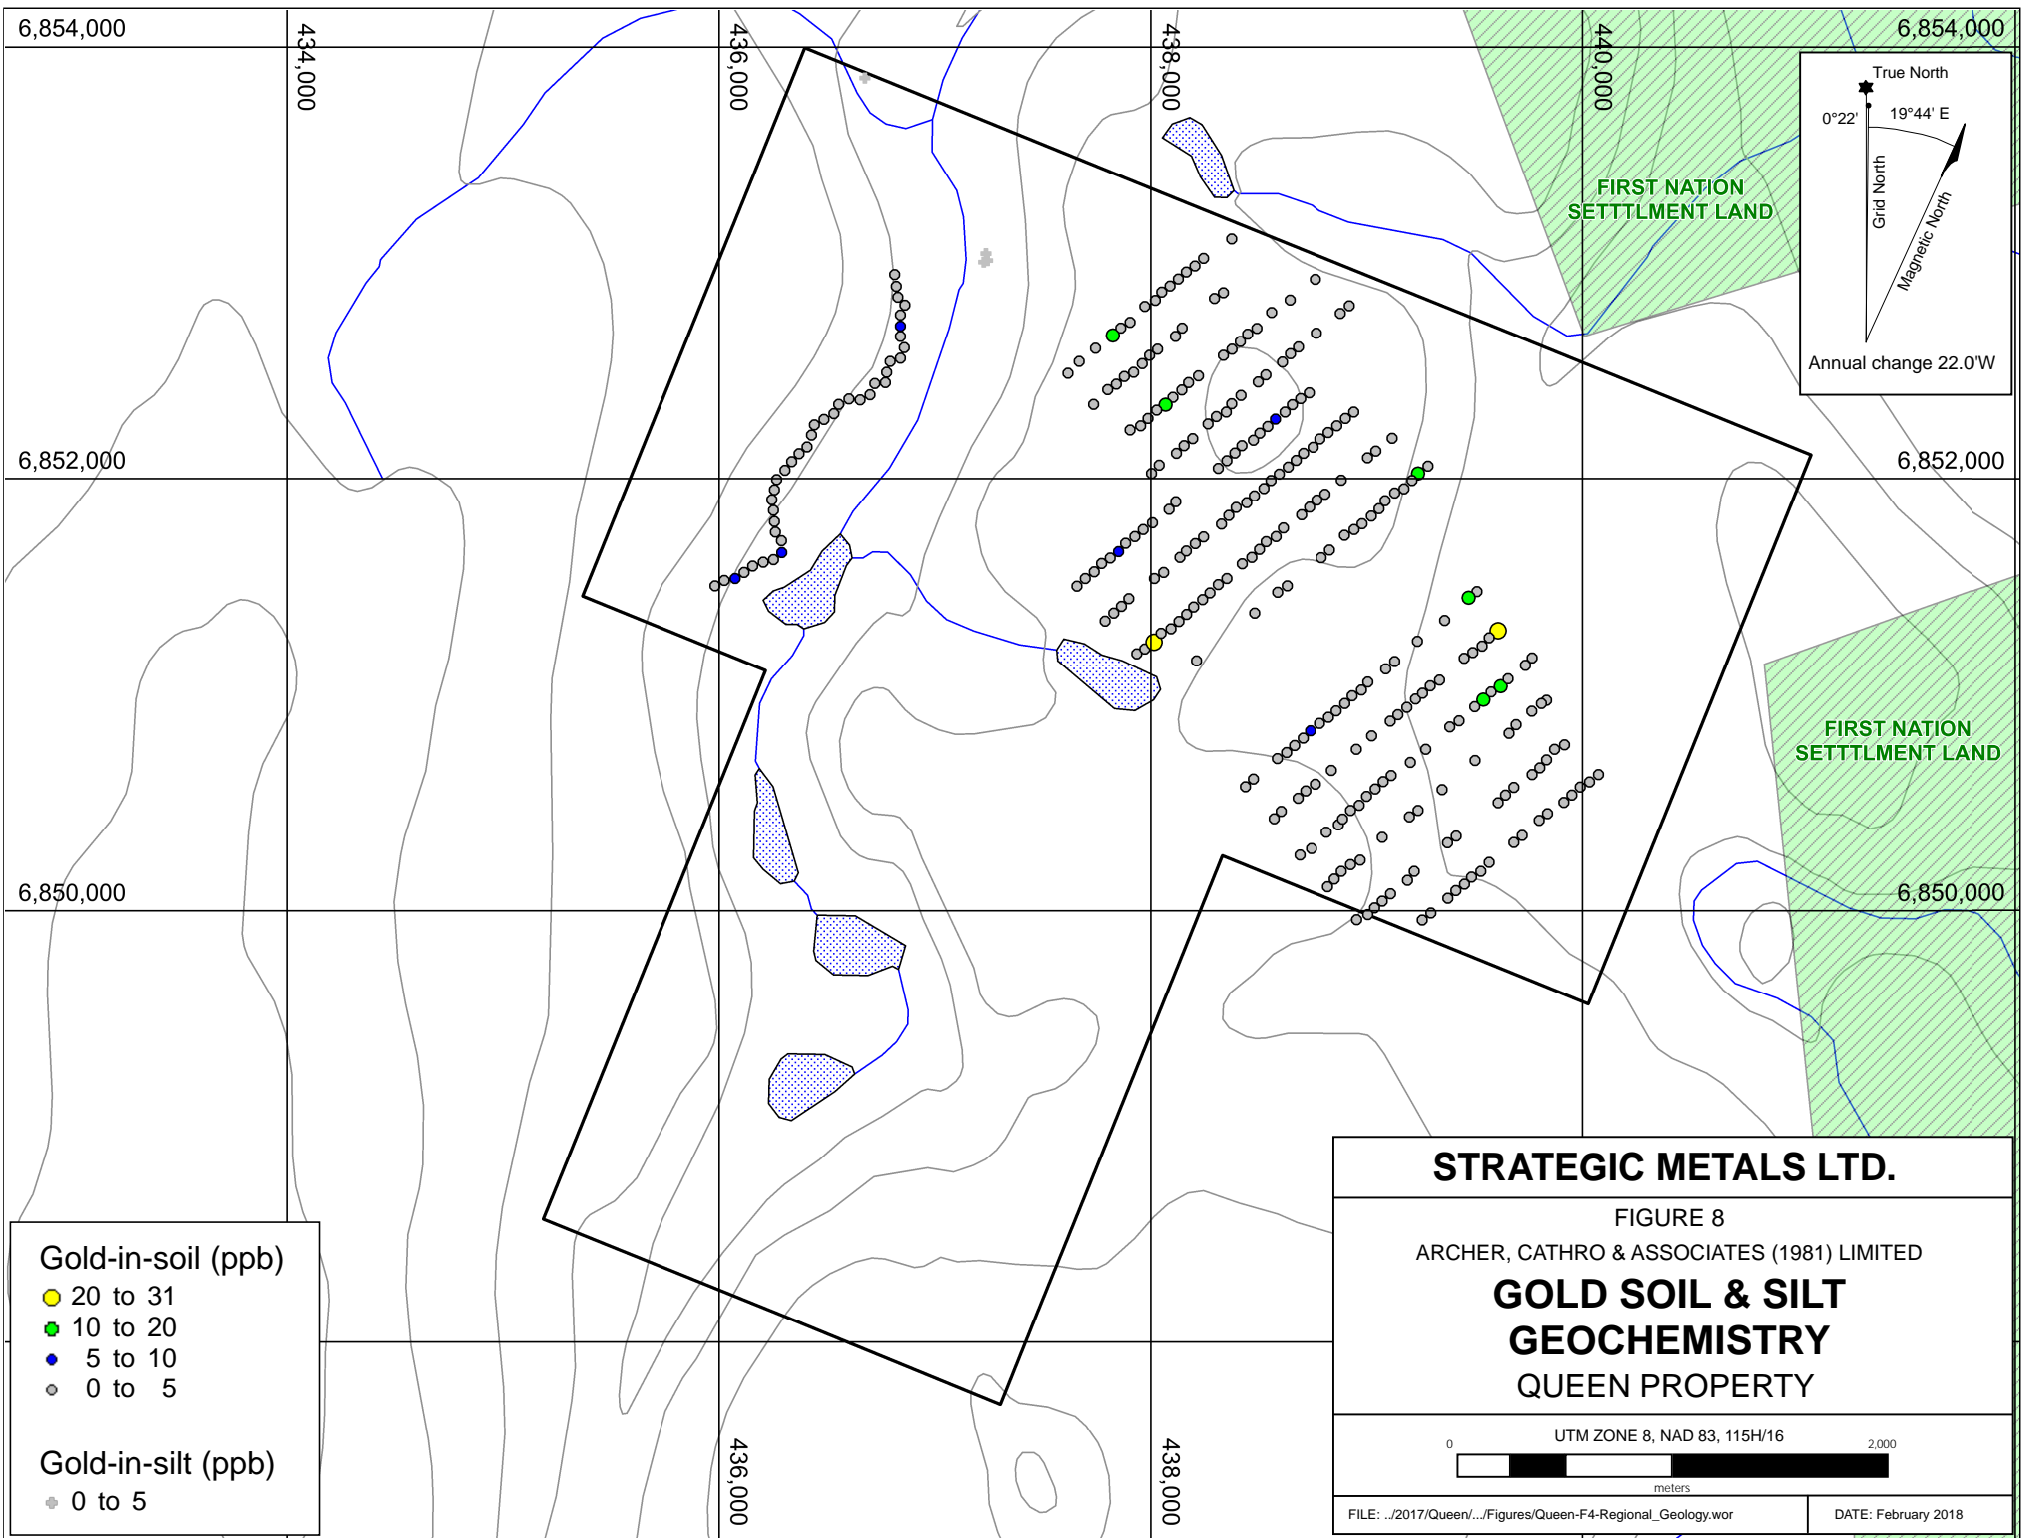 6,854,000
434,000
436,000
438,000
440,000
6,854,000
True North
0°22'
19°44' E
Grid North
Magnetic North
Annual change 22.0'W
FIRST NATION
SETTTLMENT LAND
6,852,000
6,852,000
FIRST NATION
SETTTLMENT LAND
6,850,000
6,850,000
Gold-in-soil (ppb)
20 to 31
10 to 20
5 to 10
0 to 5
Gold-in-silt (ppb)
0 to 5
436,000
438,000
STRATEGIC METALS LTD.
FIGURE 8
ARCHER, CATHRO & ASSOCIATES (1981) LIMITED
GOLD SOIL & SILT
GEOCHEMISTRY
QUEEN PROPERTY
UTM ZONE 8, NAD 83, 115H/16
0 2,000
meters
FILE: ../2017/Queen/.../Figures/Queen-F4-Regional_Geology.wor
DATE: February 2018